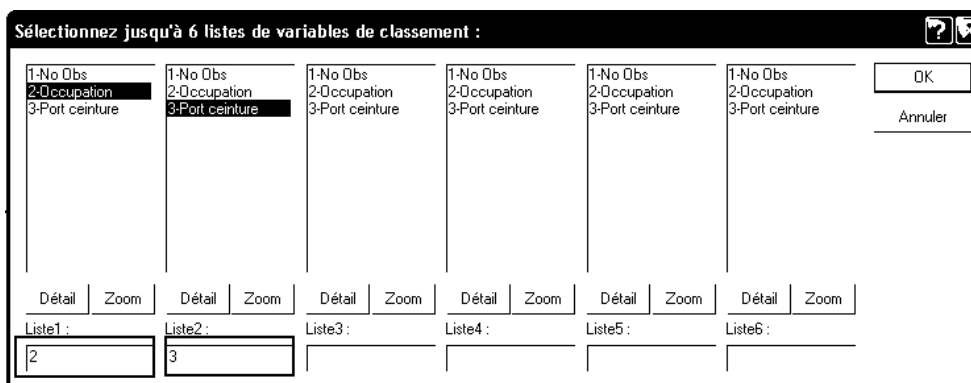 Sélectionnez jusqu'à 6 listes de variables de classement :
1-No Obs 1-No Obs 1-No Obs 1-No Obs 1-No Obs 1-No Obs OK
2-Occupation 2-Occupation 2-Occupation 2-Occupation 2-Occupation 2-Occupation
3-Port ceinture 3-Port ceinture 3-Port ceinture 3-Port ceinture 3-Port ceinture 3-Port ceinture Annuler
Détail Zoom Détail Zoom Détail Zoom Détail Zoom Détail Zoom Détail Zoom
Liste1 : Liste2 : Liste3 : Liste4 : Liste5 : Liste6 :
2 3